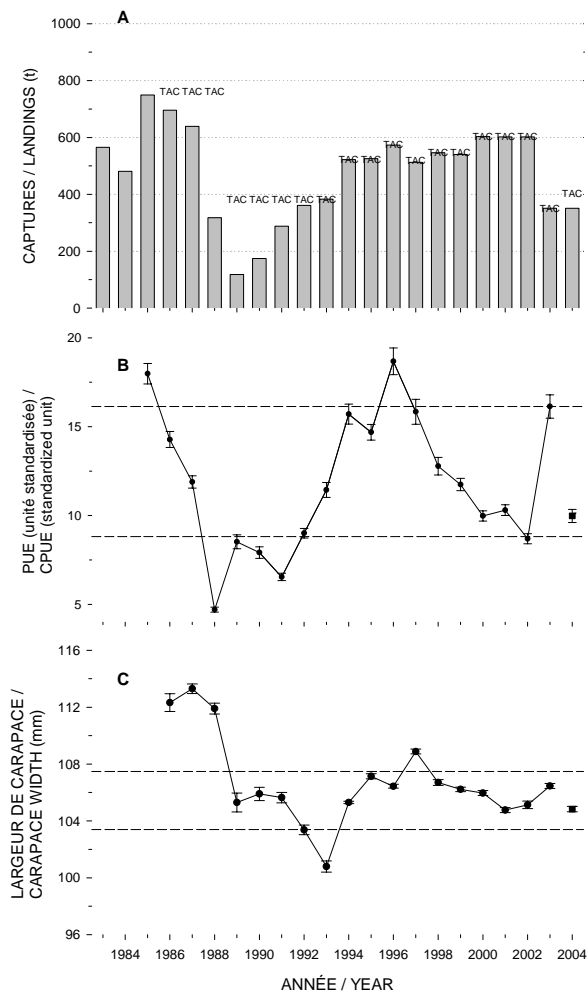 A
1000
800
600
400
200
0
CAPTURES / LANDINGS (t)
TAC TAC TAC
TAC TAC TAC TAC TAC TAC TAC TAC TAC TAC TAC TAC TAC TAC TAC TAC
B
20
15
10
5
PUE (unité standardisée) /
CPUE (standardized unit)
C
116
112
108
104
100
96
LARGEUR DE CARAPACE /
CARAPACE WIDTH (mm)
1984 1986 1988 1990 1992 1994 1996 1998 2000 2002 2004
ANNÉE / YEAR